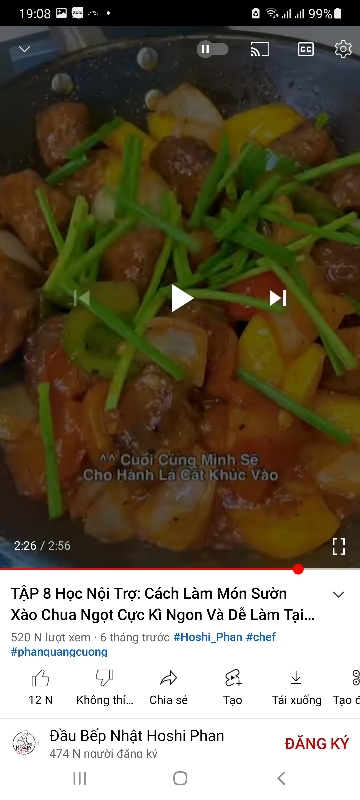 19:08
99%
CC
^^ Cuối Cùng Mình Sẽ
Cho Hành Lá Cắt Khúc Vào
2:26 / 2:56
TẬP 8 Học Nội Trợ: Cách Làm Món Sườn
Xào Chua Ngọt Cực Kì Ngon Và Dễ Làm Tại...
520 N lượt xem · 6 tháng trước #Hoshi_Phan #chef
#phanquangcuong
12 N
Không thí...
Chia sẻ
Tạo
Tải xuống
Tạo đ
Đầu Bếp Nhật Hoshi Phan
ĐĂNG KÝ
474 N người đăng ký